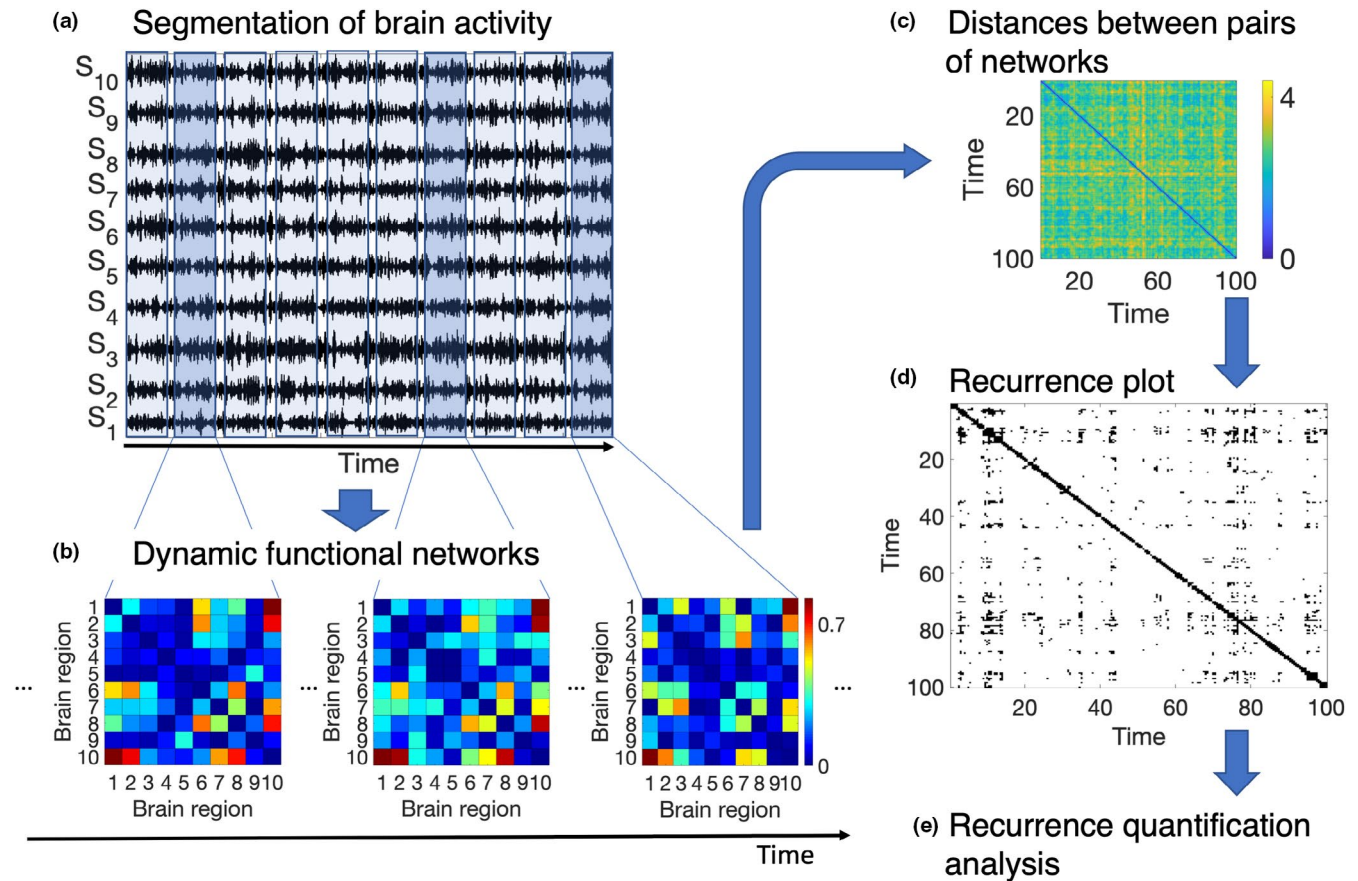 (a) Segmentation of brain activity
S10
S9
S8
S7
S6
S5
S4
S3
S2
S1
Time
(b) Dynamic functional networks
Brain region
1
2
3
4
5
6
7
8
9
10
1 2 3 4 5 6 7 8 9 10
Brain region
...
...
Brain region
1
2
3
4
5
6
7
8
9
10
1 2 3 4 5 6 7 8 9 10
Brain region
...
Brain region
1
2
3
4
5
6
7
8
9
10
1 2 3 4 5 6 7 8 9 10
Brain region
0.7
0
...
Time
(c) Distances between pairs
of networks
Time
20
60
100
20 60 100
Time
4
0
(d) Recurrence plot
Time
20
40
60
80
100
20 40 60 80 100
Time
(e) Recurrence quantification
analysis